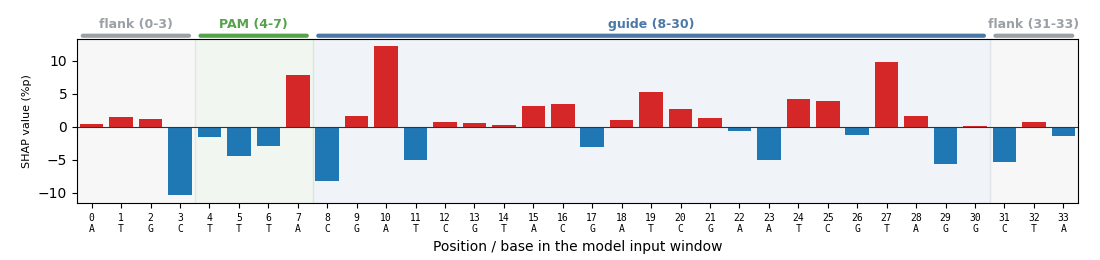 flank (0-3) PAM (4-7) guide (8-30) flank (31-33)
SHAP value (%p)
10
5
0
−5
−10
0 1 2 3 4 5 6 7 8 9 10 11 12 13 14 15 16 17 18 19 20 21 22 23 24 25 26 27 28 29 30 31 32 33
A T G C T T T A C G A T C G T A C G A T C G A A T C G T A G G C T A
Position / base in the model input window